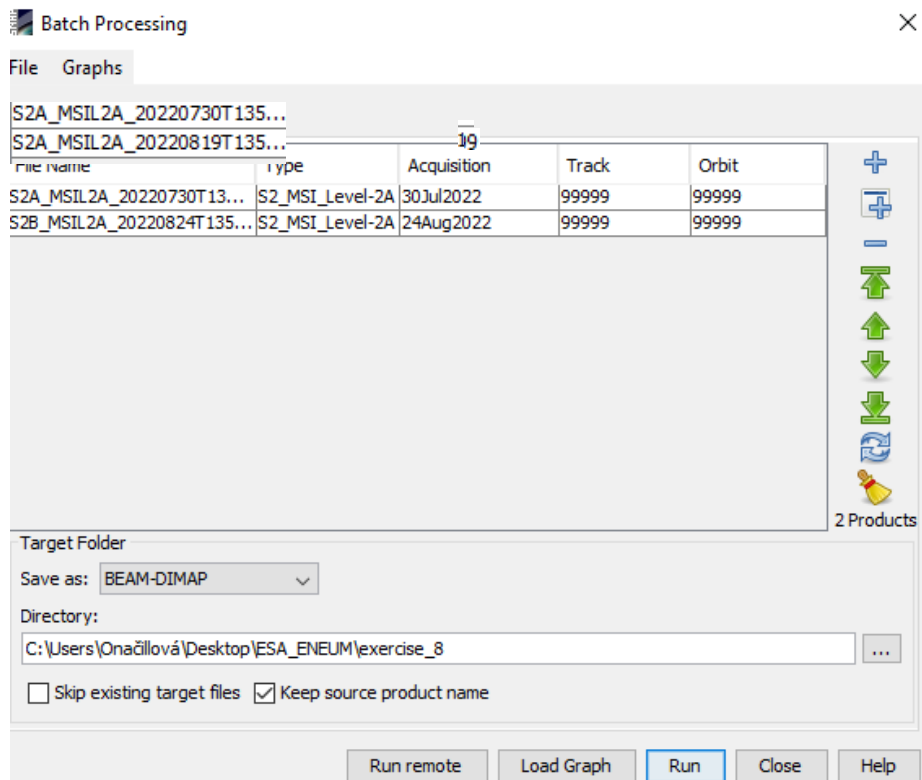 Batch Processing
File Graphs
S2A_MSIL2A_20220730T135...
S2A_MSIL2A_20220819T135...
19
File Name Type Acquisition Track Orbit
S2A_MSIL2A_20220730T13... S2_MSI_Level-2A 30Jul2022 99999 99999
S2B_MSIL2A_20220824T135... S2_MSI_Level-2A 24Aug2022 99999 99999
2 Products
Target Folder
Save as: BEAM-DIMAP
Directory:
C:\Users\Onačillová\Desktop\ESA_ENEUM\exercise_8
...
Skip existing target files Keep source product name
Run remote Load Graph Run Close Help